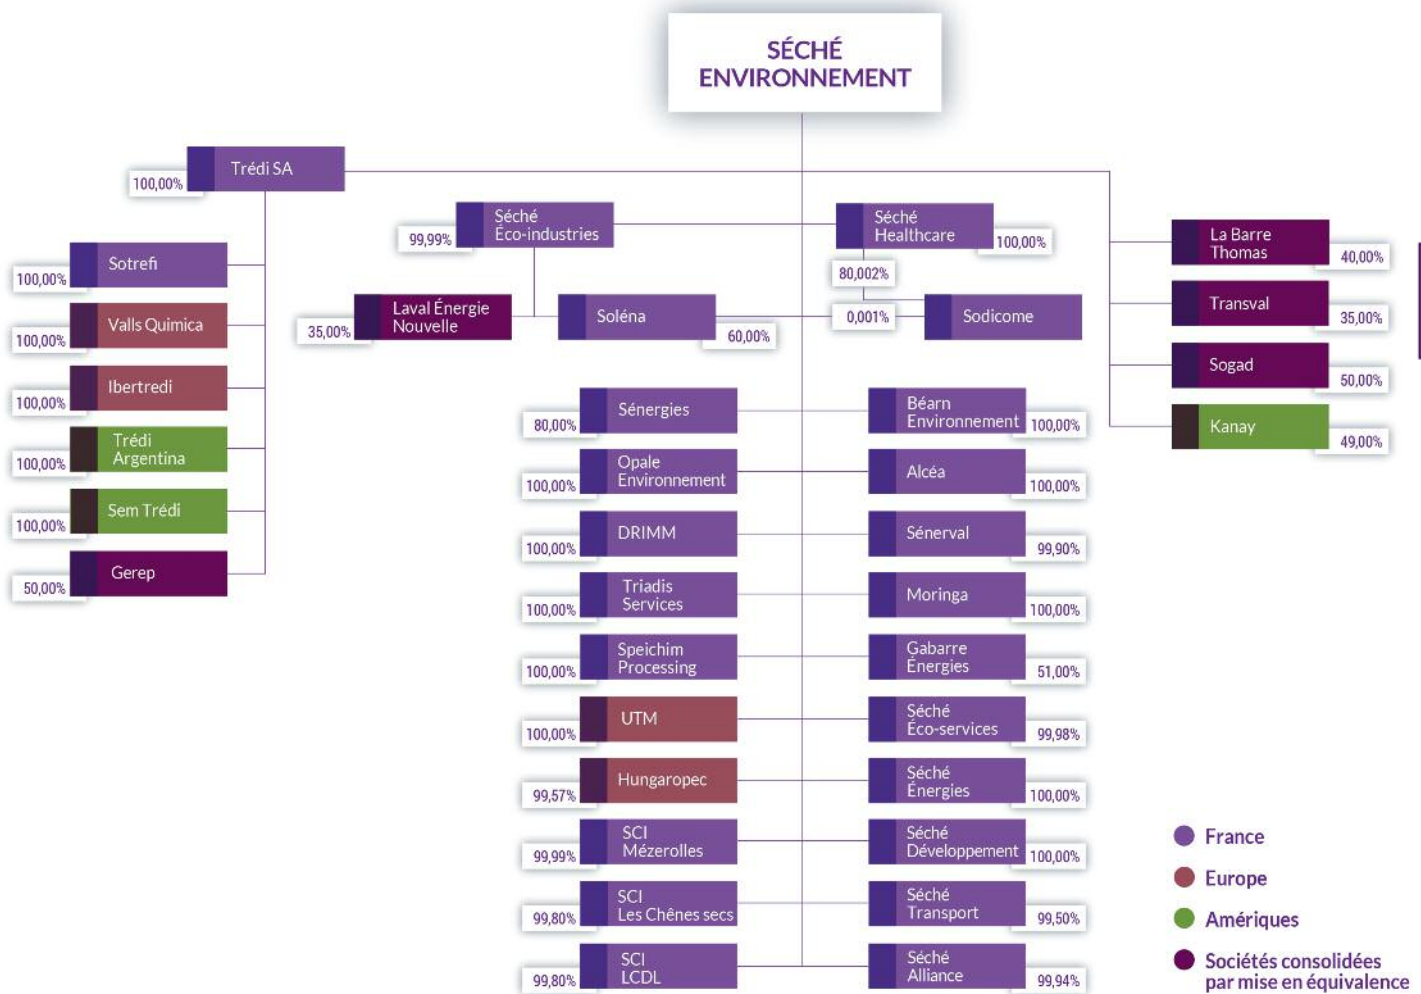 SÉCHÉ
ENVIRONNEMENT
Trédi SA
100,00%
Sotrefi
100,00%
Valls Quimica
100,00%
Ibertredi
100,00%
Trédi
Argentina
100,00%
Sem Trédi
100,00%
Gerep
50,00%
Séché
Éco-industries
99,99%
Séché
Healthcare
100,00%
80,002%
0,001%
Laval Énergie
Nouvelle
35,00%
Soléna
60,00%
Sodicome
Sénergies
80,00%
Béarn
Environnement
100,00%
Opale
Environnement
100,00%
Alcéa
100,00%
DRIMM
100,00%
Sénerval
99,90%
Triadis
Services
100,00%
Moringa
100,00%
Speichim
Processing
100,00%
Gabarre
Énergies
51,00%
UTM
100,00%
Séché
Éco-services
99,98%
Hungaropec
99,57%
Séché
Énergies
100,00%
SCI
Mézerolles
99,99%
Séché
Développement
100,00%
SCI
Les Chênes secs
99,80%
Séché
Transport
99,50%
SCI
LCDL
99,80%
Séché
Alliance
99,94%
La Barre
Thomas
40,00%
Transval
35,00%
Sogad
50,00%
Kanay
49,00%
France
Europe
Amériques
Sociétés consolidées
par mise en équivalence